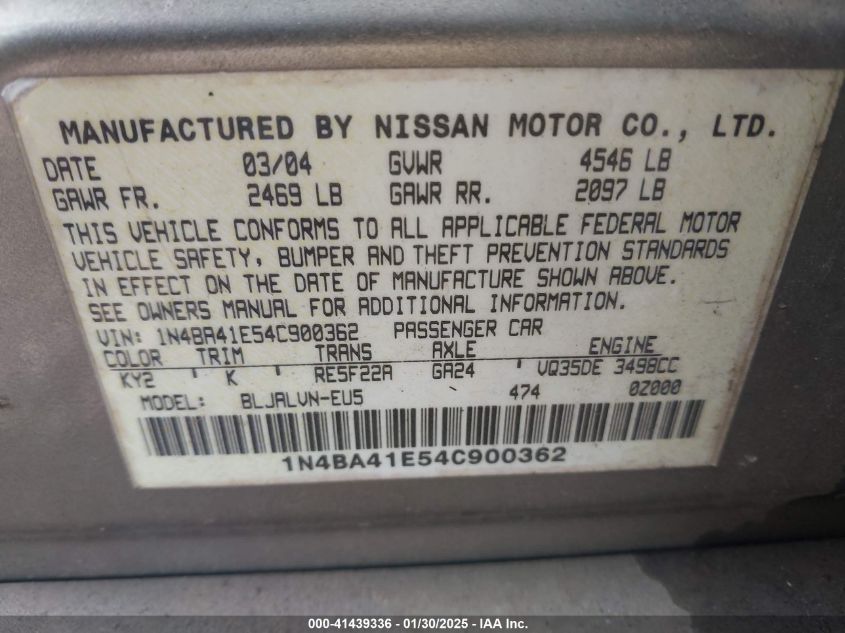 MANUFACTURED BY NISSAN MOTOR CO., LTD.
DATE 03/04 GVWR 4546 LB
GAWR FR. 2469 LB GAWR RR. 2097 LB
THIS VEHICLE CONFORMS TO ALL APPLICABLE FEDERAL MOTOR
VEHICLE SAFETY, BUMPER AND THEFT PREVENTION STANDARDS
IN EFFECT ON THE DATE OF MANUFACTURE SHOWN ABOVE.
SEE OWNERS MANUAL FOR ADDITIONAL INFORMATION.
VIN: 1N4BA41E54C900362 PASSENGER CAR
COLOR TRIM TRANS AXLE ENGINE
KY2 ' K ' RE5F22A GA24 ' VQ35DE 3498CC
MODEL: BLJALVN-EU5 474 0Z000
1N4BA41E54C900362
000-41439336 - 01/30/2025 - IAA Inc.